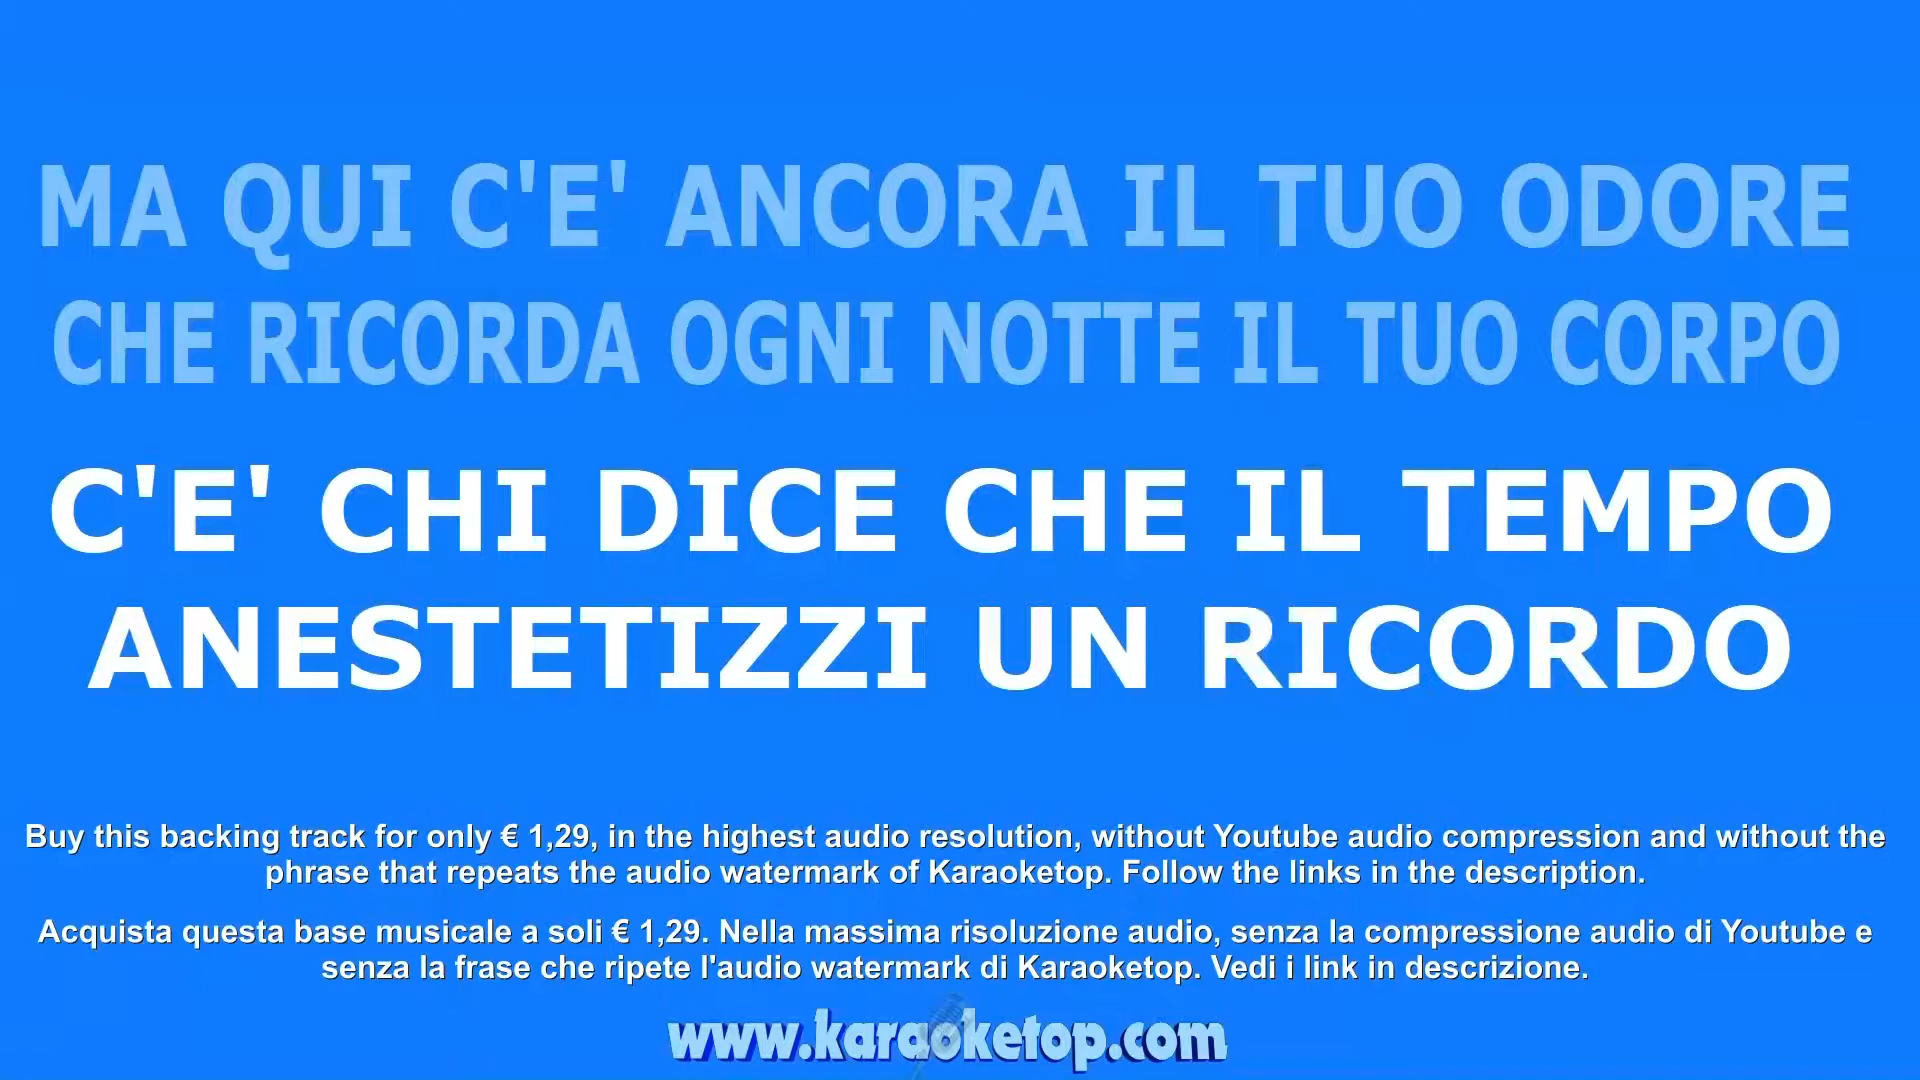 MA QUI C'E' ANCORA IL TUO ODORE
CHE RICORDA OGNI NOTTE IL TUO CORPO
C'E' CHI DICE CHE IL TEMPO
ANESTETIZZI UN RICORDO
Buy this backing track for only € 1,29, in the highest audio resolution, without Youtube audio compression and without the
phrase that repeats the audio watermark of Karaoketop. Follow the links in the description.
Acquista questa base musicale a soli € 1,29. Nella massima risoluzione audio, senza la compressione audio di Youtube e
senza la frase che ripete l'audio watermark di Karaoketop. Vedi i link in descrizione.
www.karaoketop.com